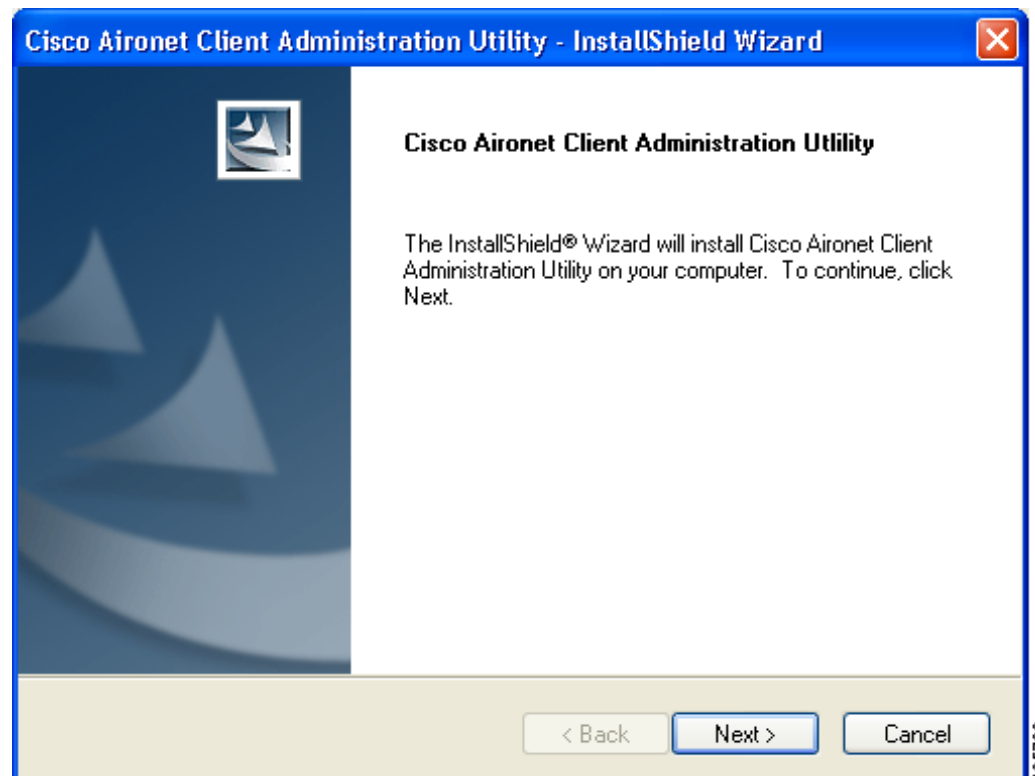 Cisco Aironet Client Administration Utility - InstallShield Wizard
Cisco Aironet Client Administration Utlility
The InstallShield® Wizard will install Cisco Aironet Client
Administration Utility on your computer.  To continue, click
Next.
< Back
Next >
Cancel